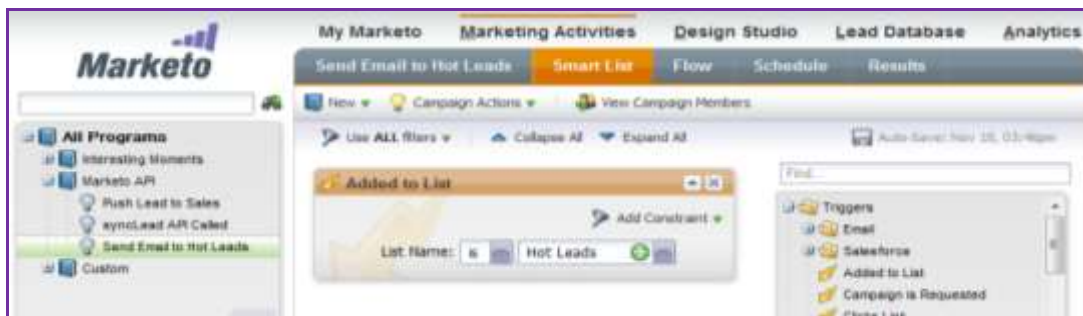 Marketo
My Marketo Marketing Activities Design Studio Lead Database Analytics
Send Email to Hot Leads Smart List Flow Schedule Results
New Campaign Actions View Campaign Members
Use ALL filters Collapse All Expand All Auto-Save: Nov
All Programs
Interesting Moments
Marketo API
Push Lead to Sales
syncLead API Called
Send Email to Hot Leads
Custom
Added to List
Add Constraint
List Name: is Hot Leads
Find...
Triggers
Email
Salesforce
Added to List
Campaign is Requested